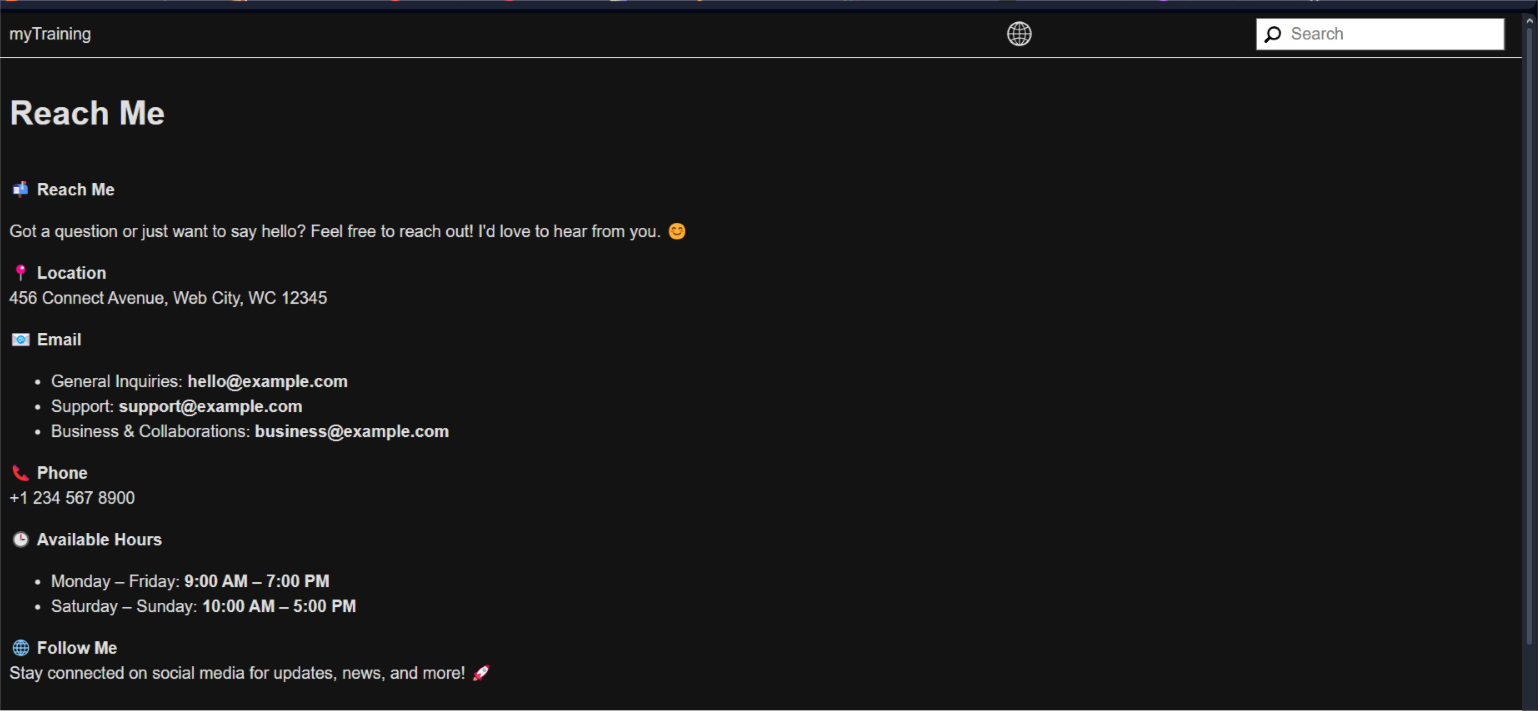 myTraining
Search
Reach Me
📬 Reach Me
Got a question or just want to say hello? Feel free to reach out! I'd love to hear from you. 😊
📍 Location
456 Connect Avenue, Web City, WC 12345
📧 Email
• General Inquiries: hello@example.com
• Support: support@example.com
• Business & Collaborations: business@example.com
📞 Phone
+1 234 567 8900
🕒 Available Hours
• Monday – Friday: 9:00 AM – 7:00 PM
• Saturday – Sunday: 10:00 AM – 5:00 PM
🌐 Follow Me
Stay connected on social media for updates, news, and more! 🚀